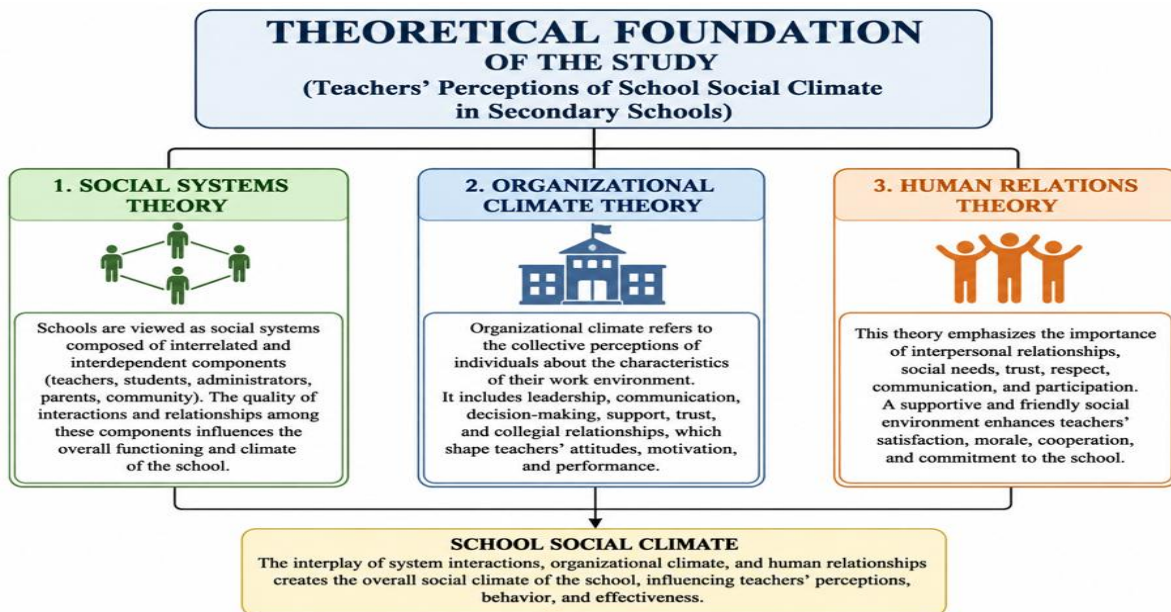 THEORETICAL FOUNDATION
OF THE STUDY
(Teachers’ Perceptions of School Social Climate
in Secondary Schools)
1. SOCIAL SYSTEMS
THEORY
Schools are viewed as social systems
composed of interrelated and
interdependent components
(teachers, students, administrators,
parents, community). The quality of
interactions and relationships among
these components influences the
overall functioning and climate
of the school.
2. ORGANIZATIONAL
CLIMATE THEORY
Organizational climate refers to
the collective perceptions of
individuals about the characteristics
of their work environment.
It includes leadership, communication,
decision-making, support, trust,
and collegial relationships, which
shape teachers’ attitudes, motivation,
and performance.
3. HUMAN RELATIONS
THEORY
This theory emphasizes the importance
of interpersonal relationships,
social needs, trust, respect,
communication, and participation.
A supportive and friendly social
environment enhances teachers’
satisfaction, morale, cooperation,
and commitment to the school.
SCHOOL SOCIAL CLIMATE
The interplay of system interactions, organizational climate, and human relationships
creates the overall social climate of the school, influencing teachers’ perceptions,
behavior, and effectiveness.